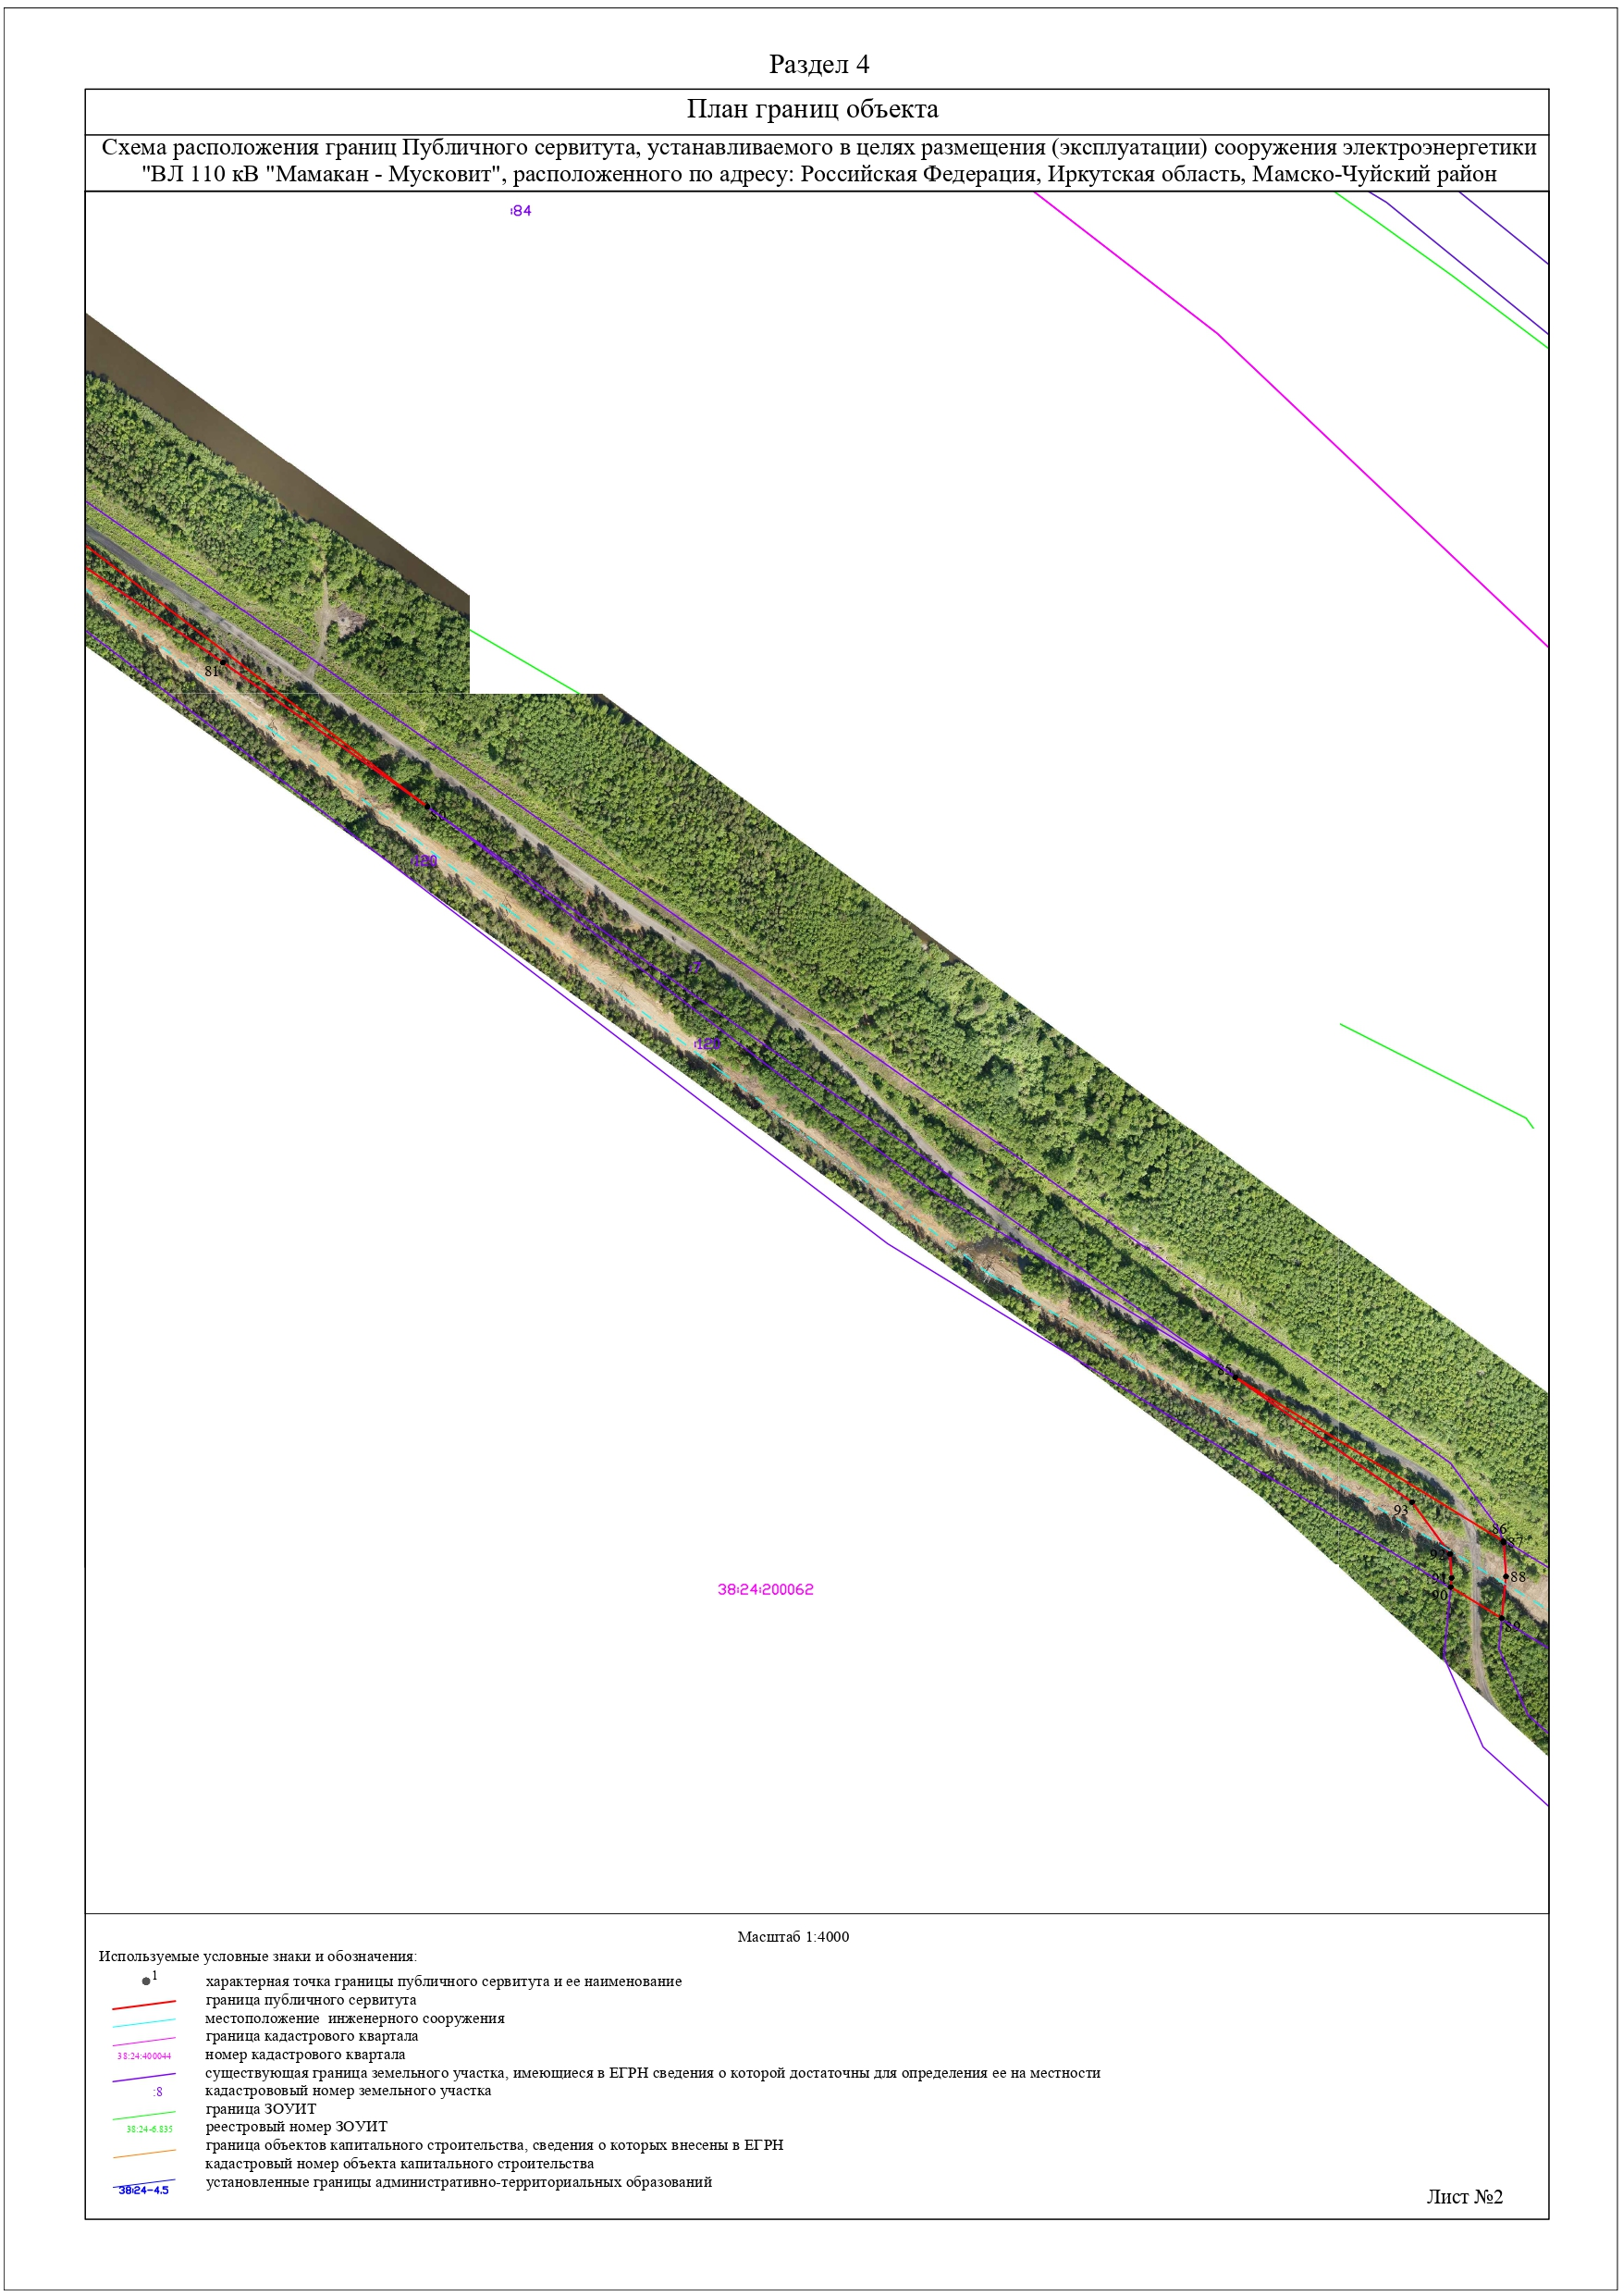 Раздел 4
План границ объекта
Схема расположения границ Публичного сервитута, устанавливаемого в целях размещения (эксплуатации) сооружения электроэнергетики
"ВЛ 110 кВ "Мамакан - Мусковит", расположенного по адресу: Российская Федерация, Иркутская область, Мамско-Чуйский район
:84
81
:7
:120
85
93
86
87
92
88
91
90
89
38:24:200062
Масштаб 1:4000
Используемые условные знаки и обозначения:
1 характерная точка границы публичного сервитута и ее наименование
граница публичного сервитута
местоположение инженерного сооружения
граница кадастрового квартала
38:24:400044 номер кадастрового квартала
существующая граница земельного участка, имеющиеся в ЕГРН сведения о которой достаточны для определения ее на местности
:8 кадастрововый номер земельного участка
граница ЗОУИТ
38:24-6.835 реестровый номер ЗОУИТ
граница объектов капитального строительства, сведения о которых внесены в ЕГРН
кадастровый номер объекта капитального строительства
38:24-4.5 установленные границы административно-территориальных образований
Лист №2